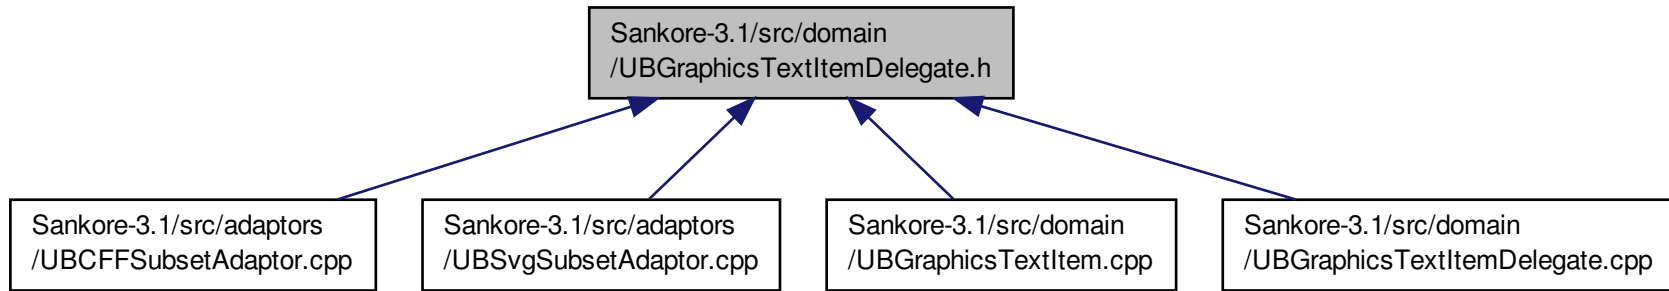 Sankore-3.1/src/domain
/UBGraphicsTextItemDelegate.h
Sankore-3.1/src/adaptors
/UBCFFSubsetAdaptor.cpp
Sankore-3.1/src/adaptors
/UBSvgSubsetAdaptor.cpp
Sankore-3.1/src/domain
/UBGraphicsTextItem.cpp
Sankore-3.1/src/domain
/UBGraphicsTextItemDelegate.cpp